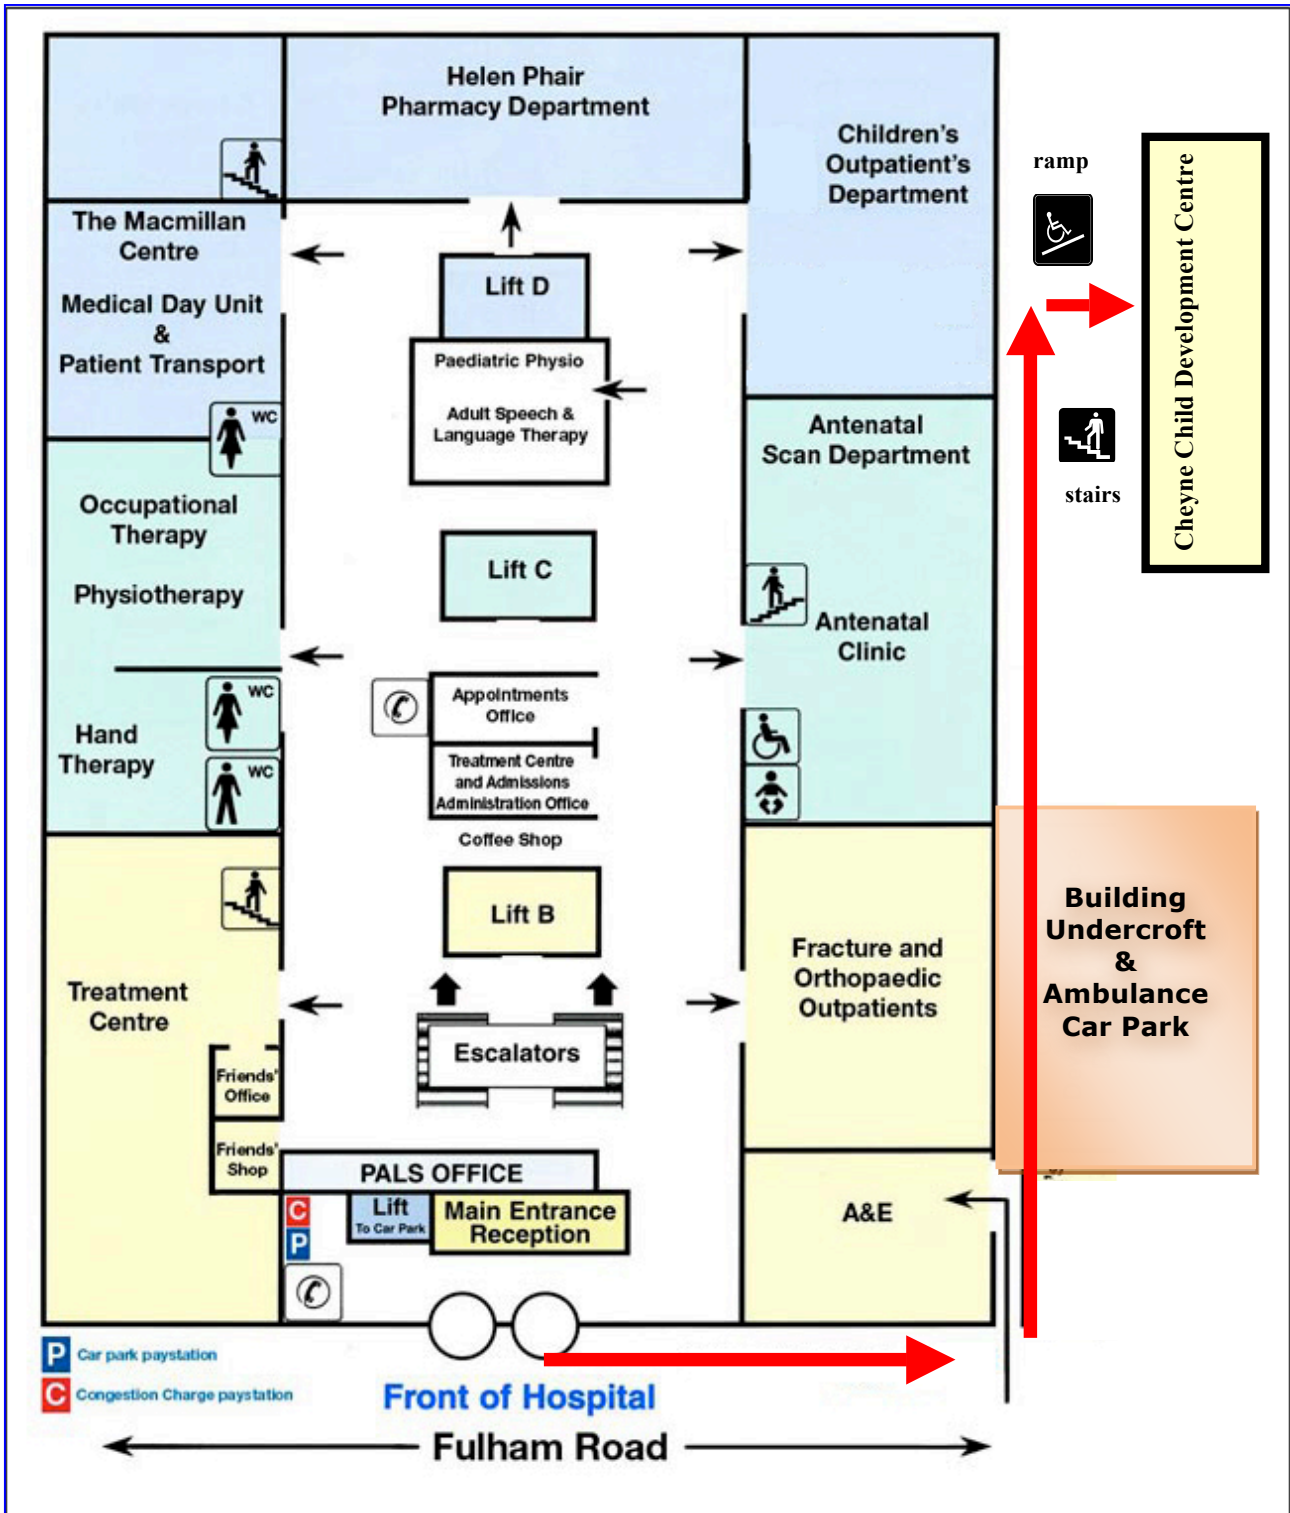 Helen Phair
Pharmacy Department
Children's
Outpatient's
Department
ramp
Cheyne Child Development Centre
The Macmillan
Centre
Medical Day Unit
&
Patient Transport
WC
Lift D
Paediatric Physio
Adult Speech &
Language Therapy
Antenatal
Scan Department
stairs
Occupational
Therapy
Physiotherapy
Lift C
Antenatal
Clinic
WC
Hand
Therapy
WC
Appointments
Office
Treatment Centre
and Admissions
Administration Office
Coffee Shop
Lift B
Building
Undercroft
&
Ambulance
Car Park
Fracture and
Orthopaedic
Outpatients
Treatment
Centre
Escalators
Friends'
Office
Friends'
Shop
PALS OFFICE
C
P
Lift
To Car Park
Main Entrance
Reception
A&E
P Car park paystation
C Congestion Charge paystation
Front of Hospital
Fulham Road